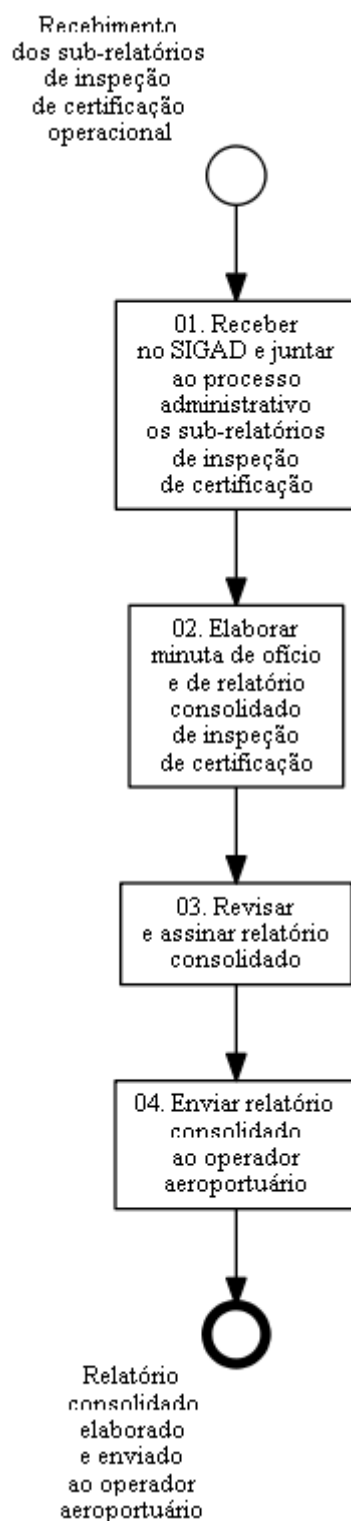 Recebimento
dos sub-relatórios
de inspeção
de certificação
operacional
01. Receber
no SIGAD e juntar
ao processo
administrativo
os sub-relatórios
de inspeção
de certificação
02. Elaborar
minuta de ofício
e de relatório
consolidado
de inspeção
de certificação
03. Revisar
e assinar relatório
consolidado
04. Enviar relatório
consolidado
ao operador
aeroportuário
Relatório
consolidado
elaborado
e enviado
ao operador
aeroportuário